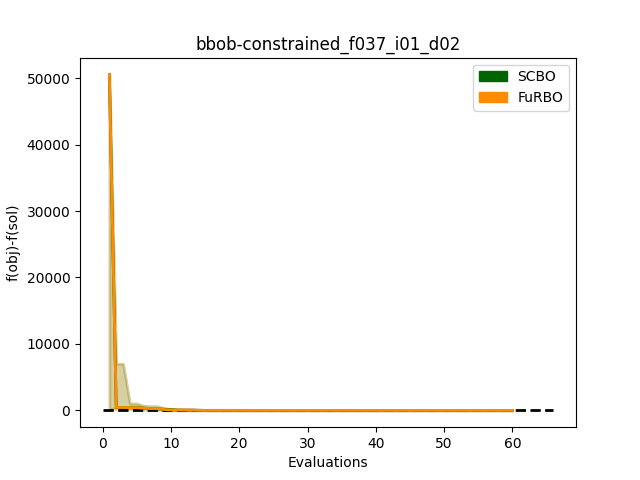 bbob-constrained_f037_i01_d02
SCBO
FuRBO
f(obj)-f(sol)
50000
40000
30000
20000
10000
0
0 10 20 30 40 50 60
Evaluations